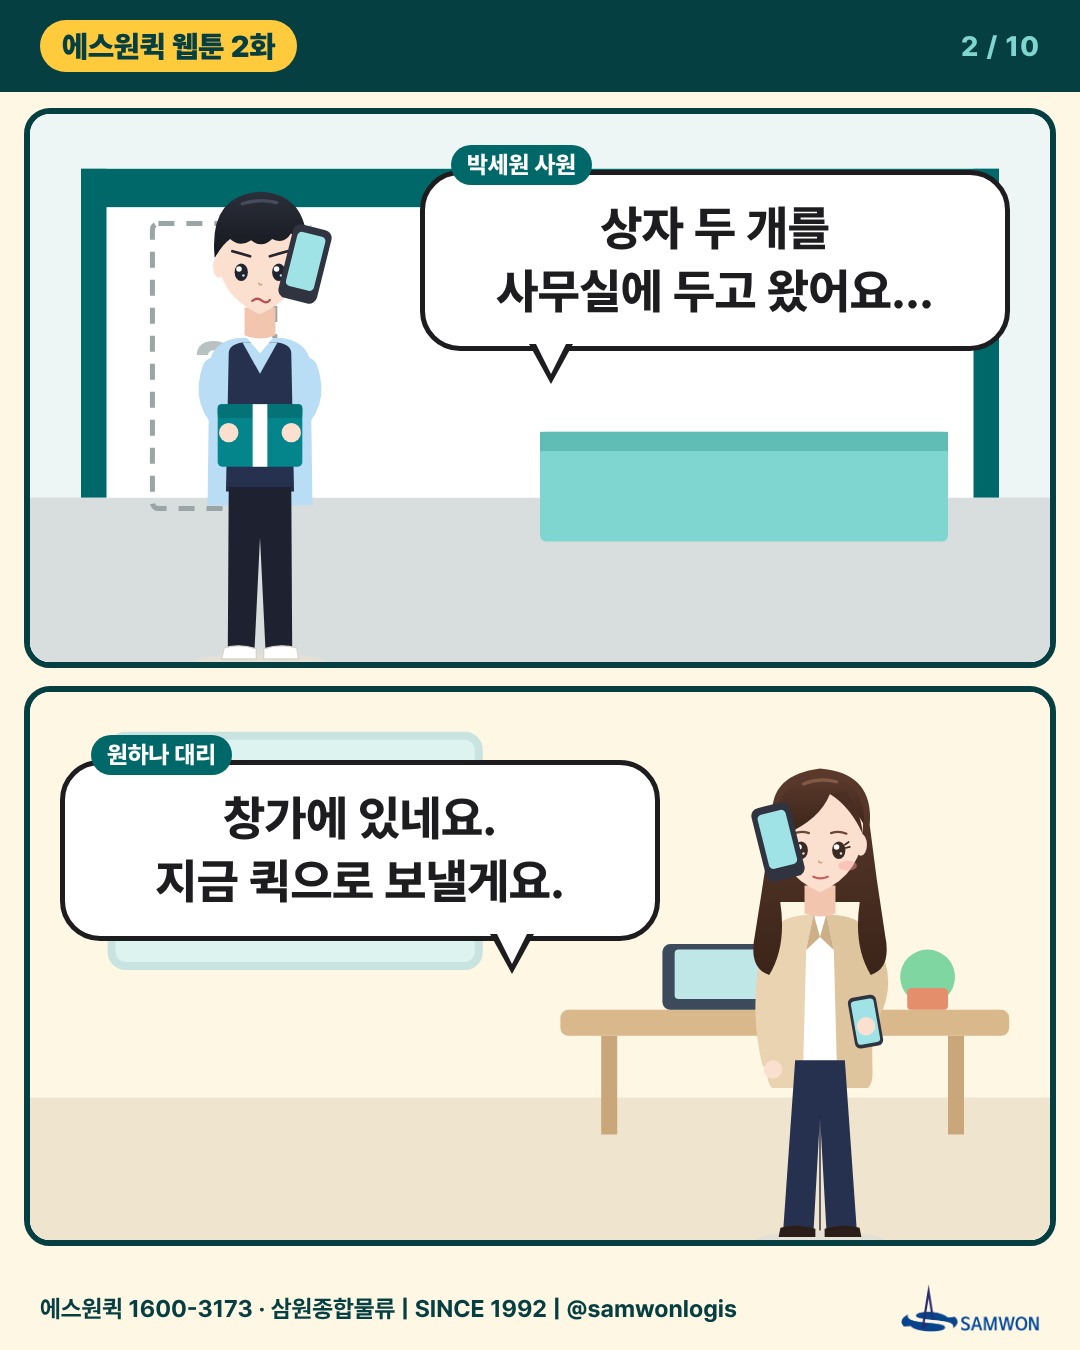 에스원퀵 웹툰 2화
2 / 10
박세원 사원
상자 두 개를
사무실에 두고 왔어요...
원하나 대리
창가에 있네요.
지금 퀵으로 보낼게요.
에스원퀵 1600-3173 · 삼원종합물류 | SINCE 1992 | @samwonlogis
SAMWON